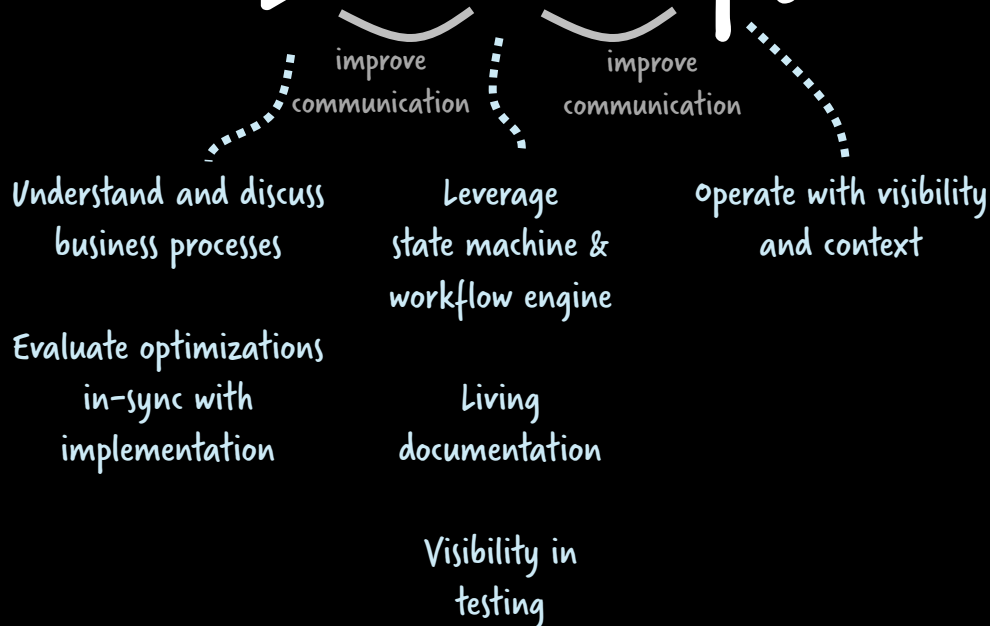 improve
communication
improve
communication
Understand and discuss
business processes
Evaluate optimizations
in-sync with
implementation
Leverage
state machine &
workflow engine
Living
documentation
Visibility in
testing
Operate with visibility
and context